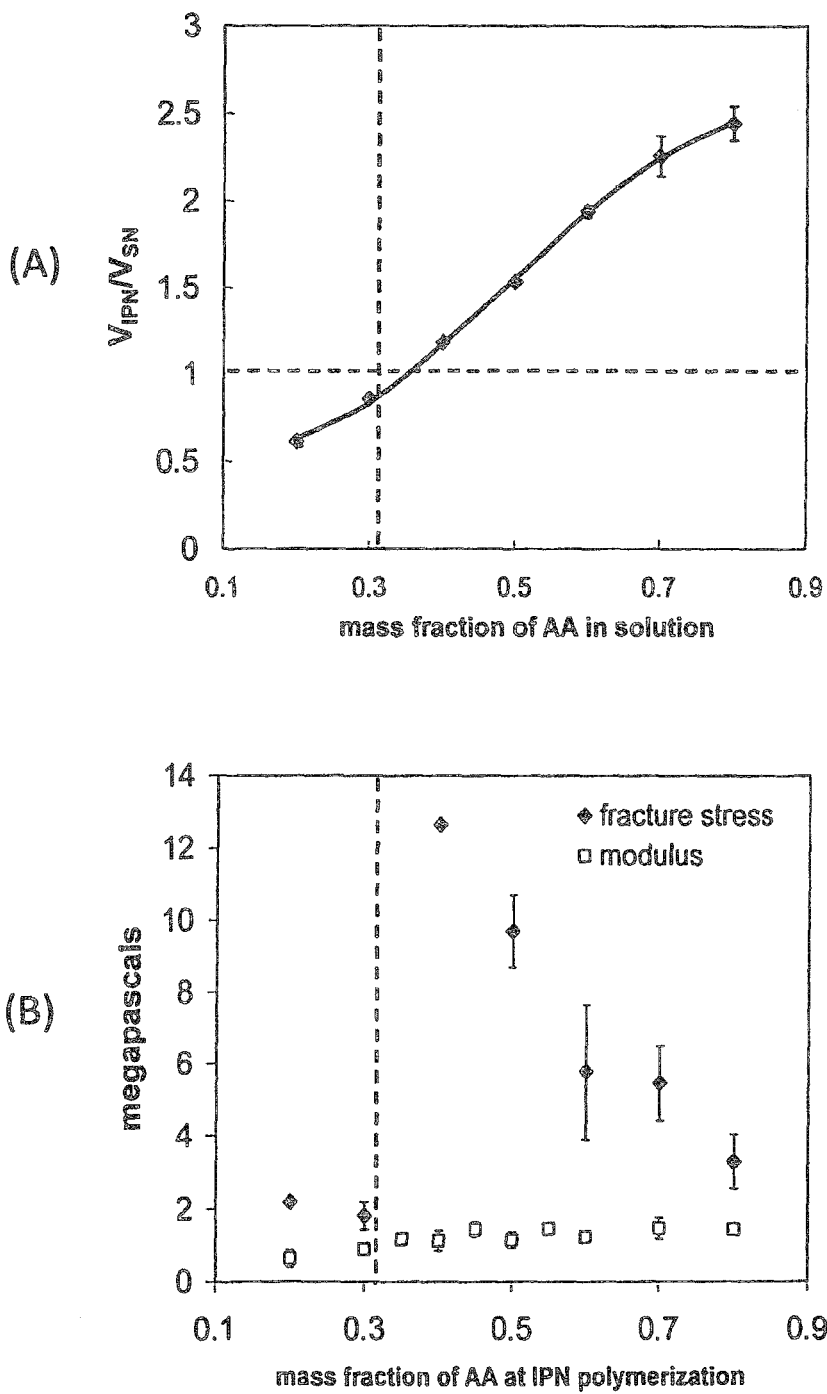 (A)
V_IPN/V_SN
3
2.5
2
1.5
1
0.5
0
0.1 0.3 0.5 0.7 0.9
mass fraction of AA in solution
(B)
megapascals
14
12
10
8
6
4
2
0
fracture stress
modulus
0.1 0.3 0.5 0.7 0.9
mass fraction of AA at IPN polymerization